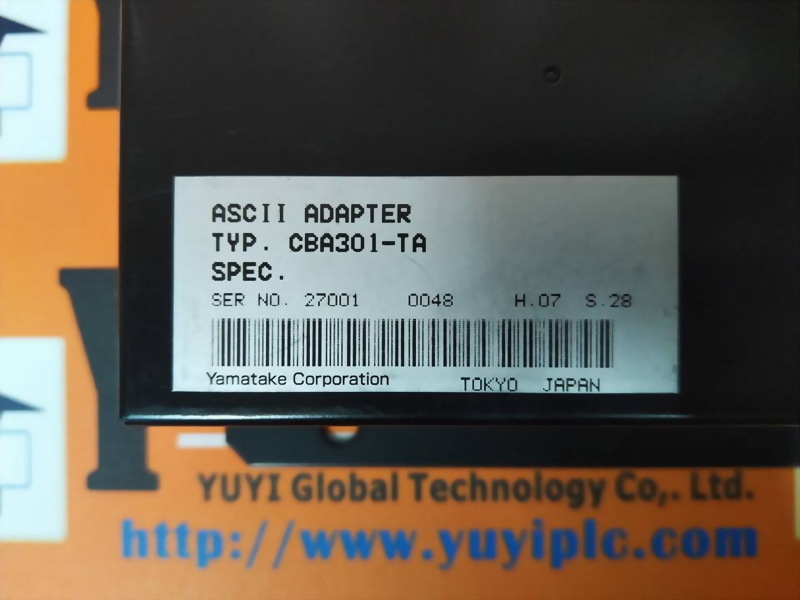 ASCII ADAPTER
TYP. CBA301-TA
SPEC.
SER NO. 27001 0048 H.07 S.28
Yamatake Corporation TOKYO JAPAN
YUYI Global Technology Co,. Ltd.
http://www.yuyiplc.com